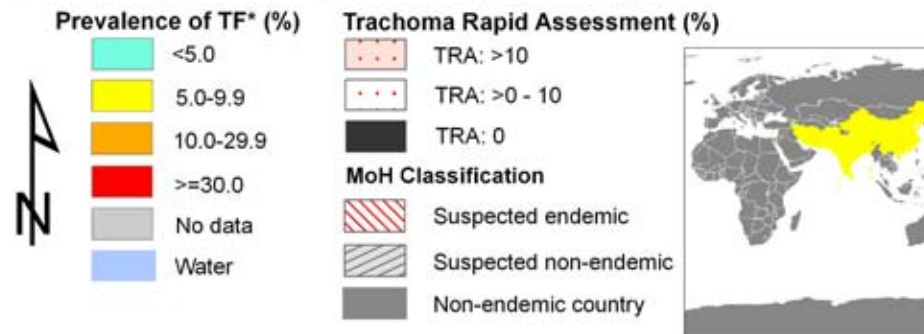 Prevalence of TF* (%)
<5.0
5.0-9.9
10.0-29.9
>=30.0
No data
Water
N
Trachoma Rapid Assessment (%)
TRA: >10
TRA: >0 - 10
TRA: 0
MoH Classification
Suspected endemic
Suspected non-endemic
Non-endemic country